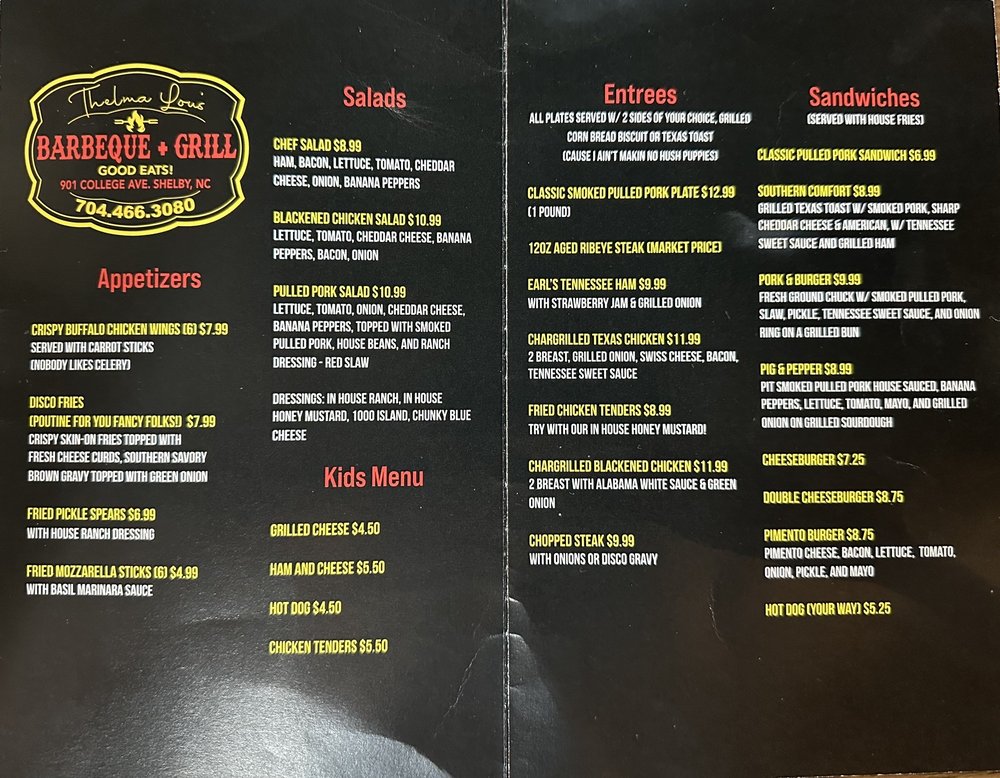 Thelma Lou's
BARBEQUE + GRILL
GOOD EATS!
901 COLLEGE AVE. SHELBY, NC
704.466.3080
Appetizers
CRISPY BUFFALO CHICKEN WINGS (6) $7.99
SERVED WITH CARROT STICKS
(NOBODY LIKES CELERY)
DISCO FRIES
(POUTINE FOR YOU FANCY FOLKS!) $7.99
CRISPY SKIN-ON FRIES TOPPED WITH
FRESH CHEESE CURDS, SOUTHERN SAVORY
BROWN GRAVY TOPPED WITH GREEN ONION
FRIED PICKLE SPEARS $6.99
WITH HOUSE RANCH DRESSING
FRIED MOZZARELLA STICKS (6) $4.99
WITH BASIL MARINARA SAUCE
Salads
CHEF SALAD $8.99
HAM, BACON, LETTUCE, TOMATO, CHEDDAR
CHEESE, ONION, BANANA PEPPERS
BLACKENED CHICKEN SALAD $10.99
LETTUCE, TOMATO, CHEDDAR CHEESE, BANANA
PEPPERS, BACON, ONION
PULLED PORK SALAD $10.99
LETTUCE, TOMATO, ONION, CHEDDAR CHEESE,
BANANA PEPPERS, TOPPED WITH SMOKED
PULLED PORK, HOUSE BEANS, AND RANCH
DRESSING - RED SLAW
DRESSINGS: IN HOUSE RANCH, IN HOUSE
HONEY MUSTARD, 1000 ISLAND, CHUNKY BLUE
CHEESE
Kids Menu
GRILLED CHEESE $4.50
HAM AND CHEESE $5.50
HOT DOG $4.50
CHICKEN TENDERS $5.50
Entrees
ALL PLATES SERVED W/ 2 SIDES OF YOUR CHOICE, GRILLED
CORN BREAD BISCUIT OR TEXAS TOAST
(CAUSE I AIN'T MAKIN NO HUSH PUPPIES)
CLASSIC SMOKED PULLED PORK PLATE $12.99
(1 POUND)
12OZ AGED RIBEYE STEAK (MARKET PRICE)
EARL'S TENNESSEE HAM $9.99
WITH STRAWBERRY JAM & GRILLED ONION
CHARGRILLED TEXAS CHICKEN $11.99
2 BREAST, GRILLED ONION, SWISS CHEESE, BACON,
TENNESSEE SWEET SAUCE
FRIED CHICKEN TENDERS $8.99
TRY WITH OUR IN HOUSE HONEY MUSTARD!
CHARGRILLED BLACKENED CHICKEN $11.99
2 BREAST WITH ALABAMA WHITE SAUCE & GREEN
ONION
CHOPPED STEAK $9.99
WITH ONIONS OR DISCO GRAVY
Sandwiches
(SERVED WITH HOUSE FRIES)
CLASSIC PULLED PORK SANDWICH $6.99
SOUTHERN COMFORT $8.99
GRILLED TEXAS TOAST W/ SMOKED PORK, SHARP
CHEDDAR CHEESE & AMERICAN, W/ TENNESSEE
SWEET SAUCE AND GRILLED HAM
PORK & BURGER $9.99
FRESH GROUND CHUCK W/ SMOKED PULLED PORK,
SLAW, PICKLE, TENNESSEE SWEET SAUCE, AND ONION
RING ON A GRILLED BUN
PIG & PEPPER $8.99
PIT SMOKED PULLED PORK HOUSE SAUCED, BANANA
PEPPERS, LETTUCE, TOMATO, MAYO, AND GRILLED
ONION ON GRILLED SOURDOUGH
CHEESEBURGER $7.25
DOUBLE CHEESEBURGER $8.75
PIMENTO BURGER $8.75
PIMENTO CHEESE, BACON, LETTUCE, TOMATO,
ONION, PICKLE, AND MAYO
HOT DOG (YOUR WAY) $5.25